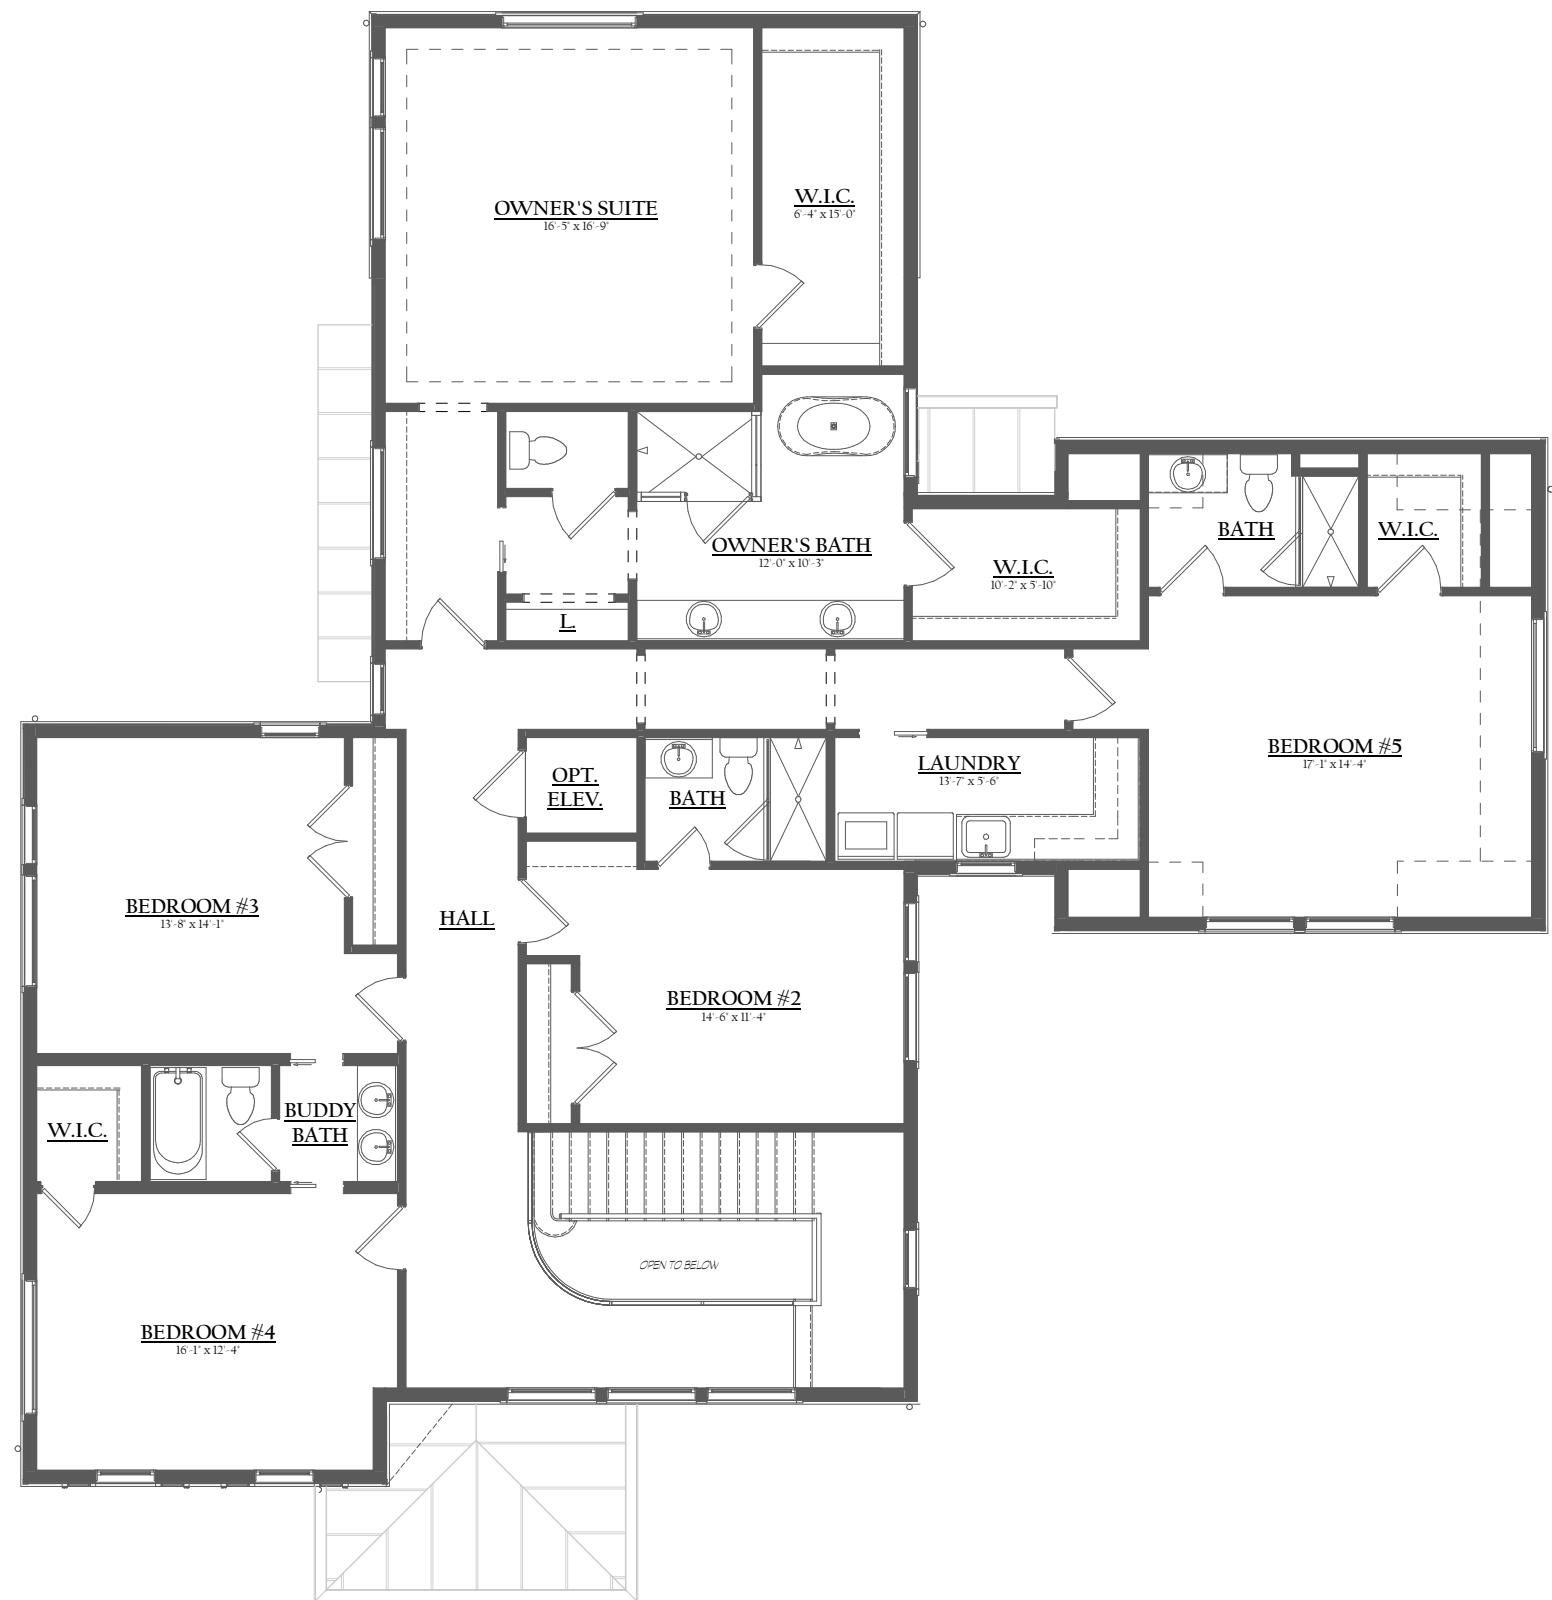 OWNER'S SUITE
16'-5" x 16'-9"
W.I.C.
6'-4" x 15'-0"
OWNER'S BATH
12'-0" x 10'-3"
W.I.C.
10'-2" x 5'-10"
BATH
W.I.C.
L.
BEDROOM #5
17'-1" x 14'-4"
OPT.
ELEV.
BATH
LAUNDRY
13'-7" x 5'-6"
BEDROOM #3
13'-8" x 14'-1"
HALL
BEDROOM #2
14'-6" x 11'-4"
W.I.C.
BUDDY
BATH
OPEN TO BELOW
BEDROOM #4
16'-1" x 12'-4"